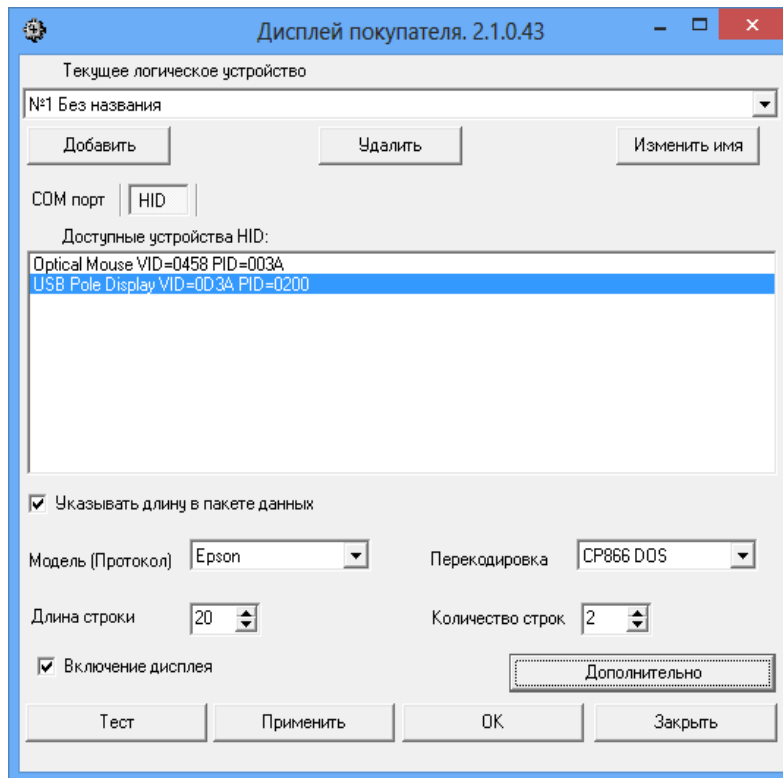 Дисплей покупателя. 2.1.0.43
Текущее логическое устройство
№1 Без названия
Добавить Удалить Изменить имя
COM порт HID
Доступные устройства HID:
Optical Mouse VID=0458 PID=003A
USB Pole Display VID=0D3A PID=0200
Указывать длину в пакете данных
Модель (Протокол) Epson Перекодировка CP866 DOS
Длина строки 20 Количество строк 2
Включение дисплея Дополнительно
Тест Применить OK Закрыть